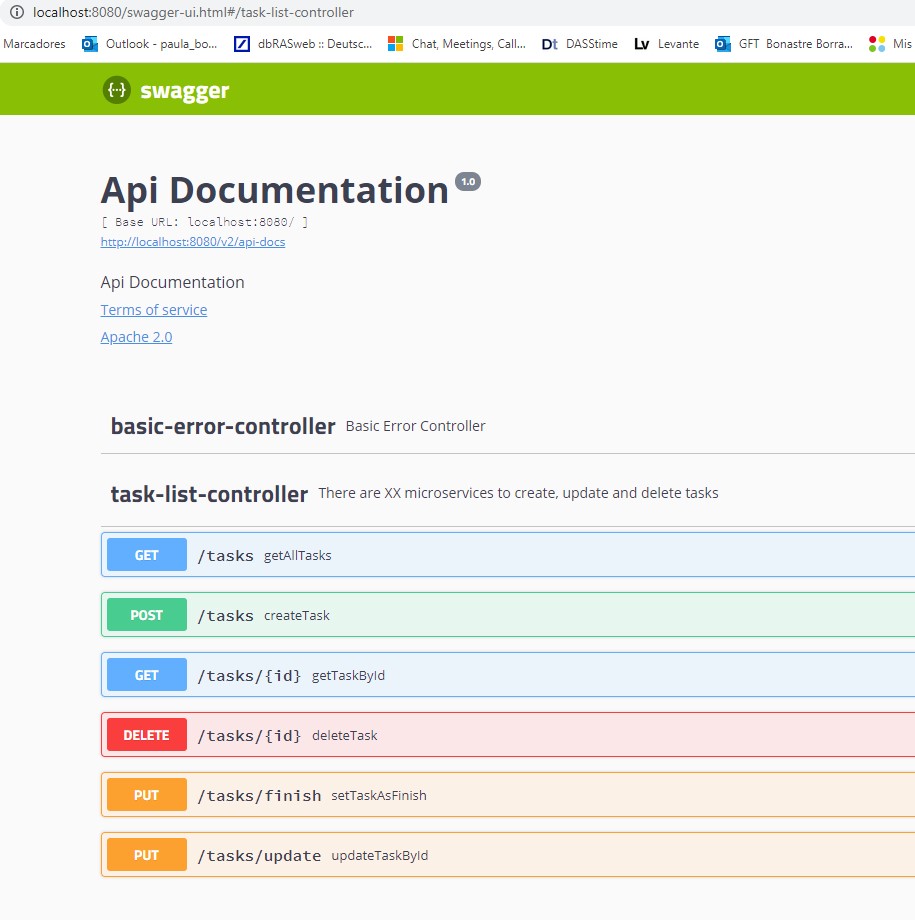 localhost:8080/swagger-ui.html#/task-list-controller
Marcadores Outlook - paula_bo... dbRASweb :: Deutsc... Chat, Meetings, Call... Dt DASStime Lv Levante GFT Bonastre Borra... Mis
{··} swagger
Api Documentation 1.0
[ Base URL: localhost:8080/ ]
http://localhost:8080/v2/api-docs
Api Documentation
Terms of service
Apache 2.0
basic-error-controller Basic Error Controller
task-list-controller There are XX microservices to create, update and delete tasks
GET /tasks getAllTasks
POST /tasks createTask
GET /tasks/{id} getTaskById
DELETE /tasks/{id} deleteTask
PUT /tasks/finish setTaskAsFinish
PUT /tasks/update updateTaskById